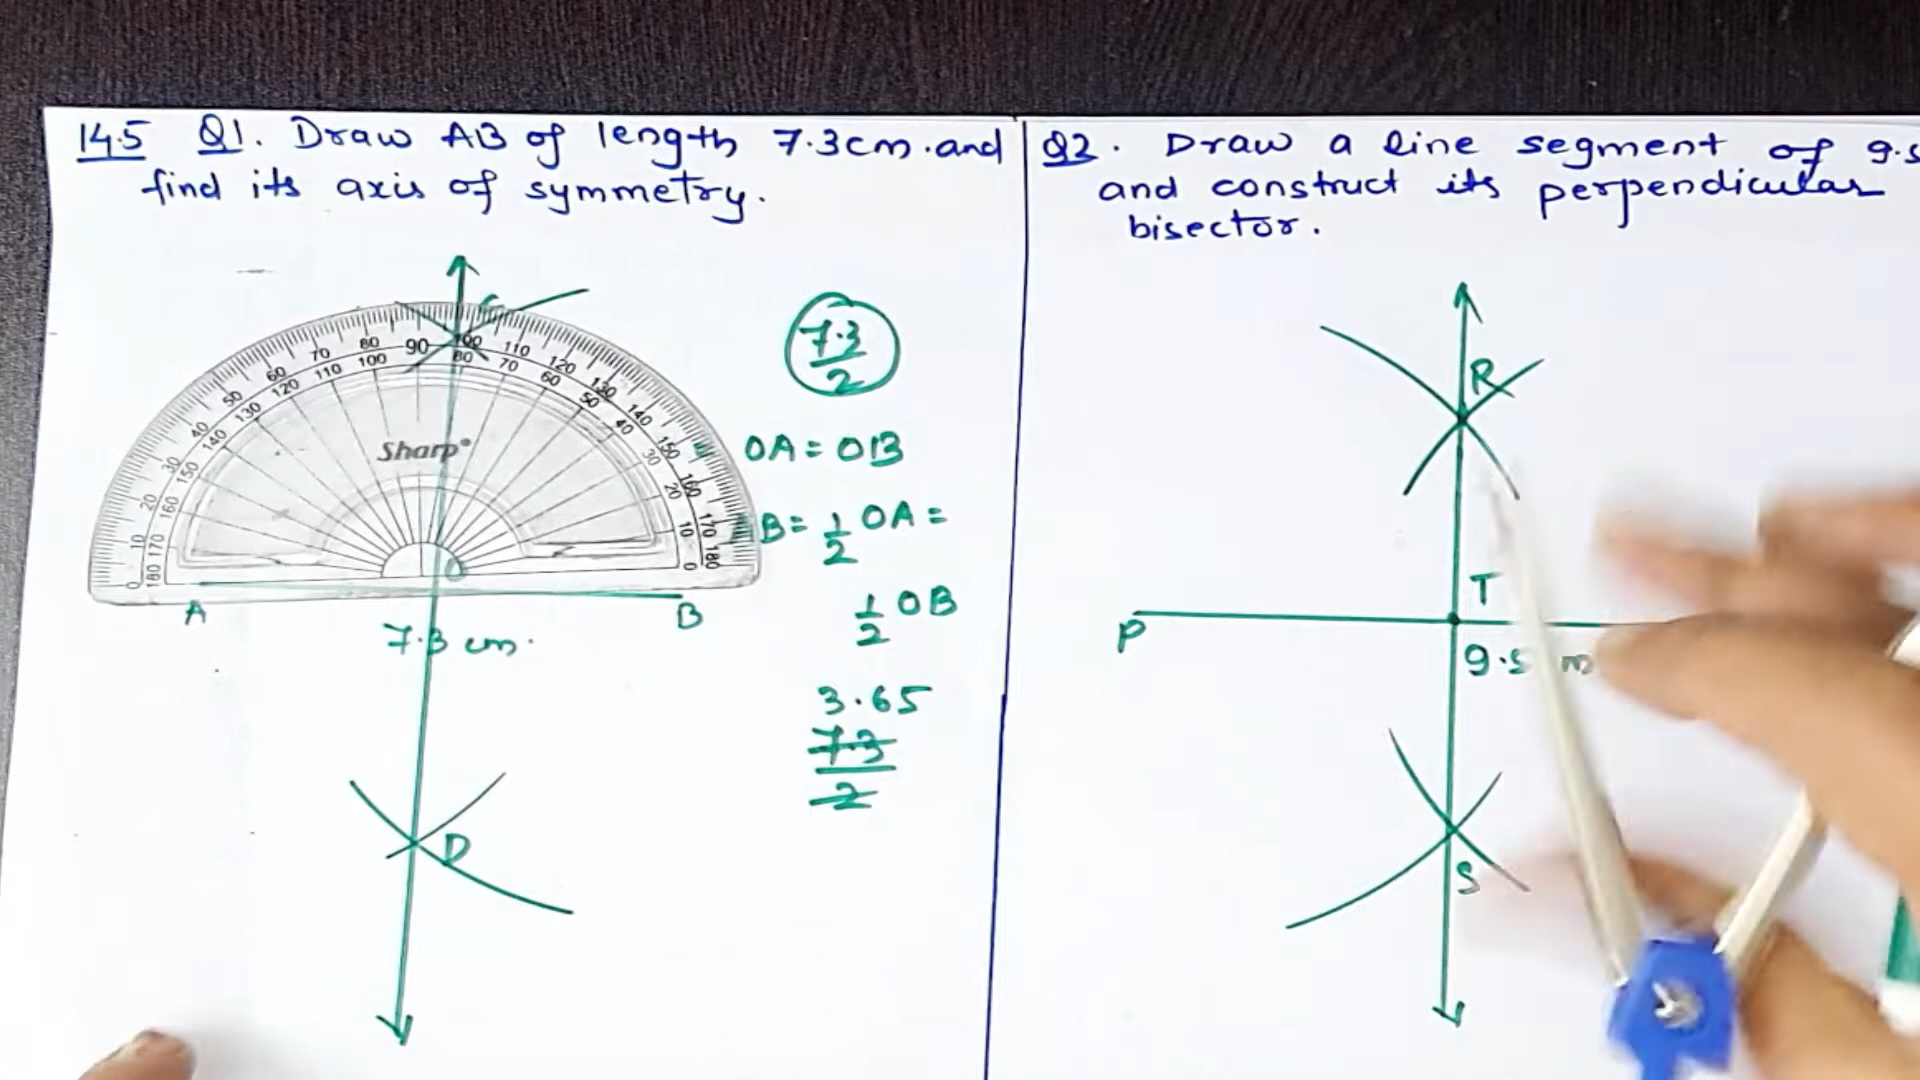 14.5 Q1. Draw AB of length 7.3cm. and
find its axis of symmetry.
C
Sharp
A
B
O
7.3 cm.
D
7.3
2
OA = OB
B = 1/2 OA =
1/2 OB
3.65
7.3
2
Q2. Draw a line segment of 9.5
and construct its perpendicular
bisector.
R
T
P
9.5 m
S